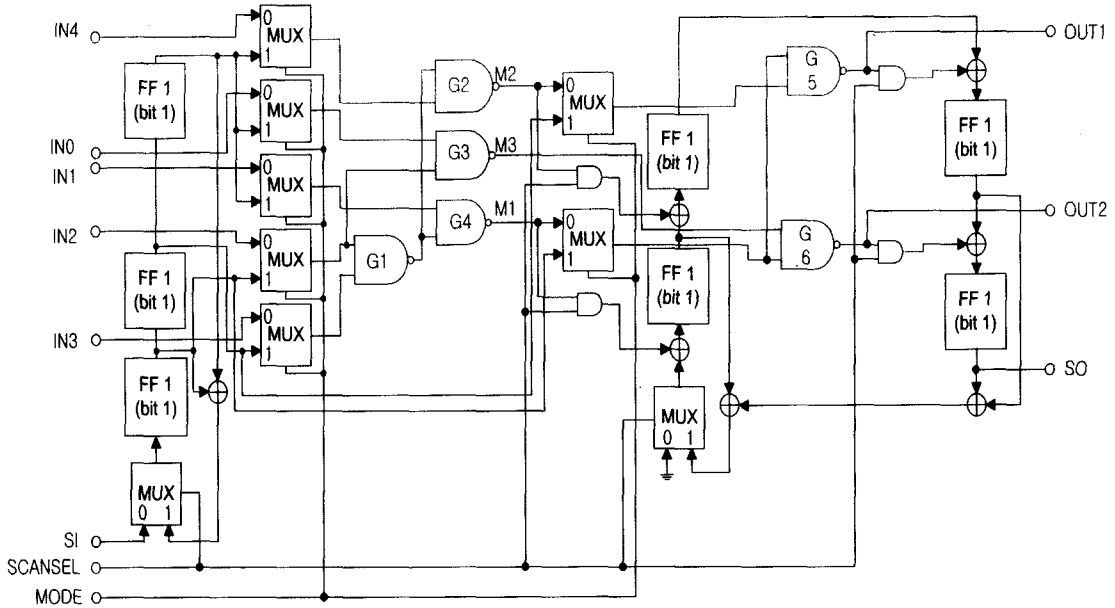 IN4
0
MUX
1
FF 1
(bit 1)
IN0
IN1
0
MUX
1
0
MUX
1
IN2
0
MUX
1
FF 1
(bit 1)
IN3
0
MUX
1
FF 1
(bit 1)
MUX
0 1
SI
SCANSEL
MODE
G1
G2
G3
G4
M2
M3
M1
0
MUX
1
0
MUX
1
FF 1
(bit 1)
FF 1
(bit 1)
MUX
0 1
G
5
G
6
OUT1
FF 1
(bit 1)
OUT2
FF 1
(bit 1)
SO